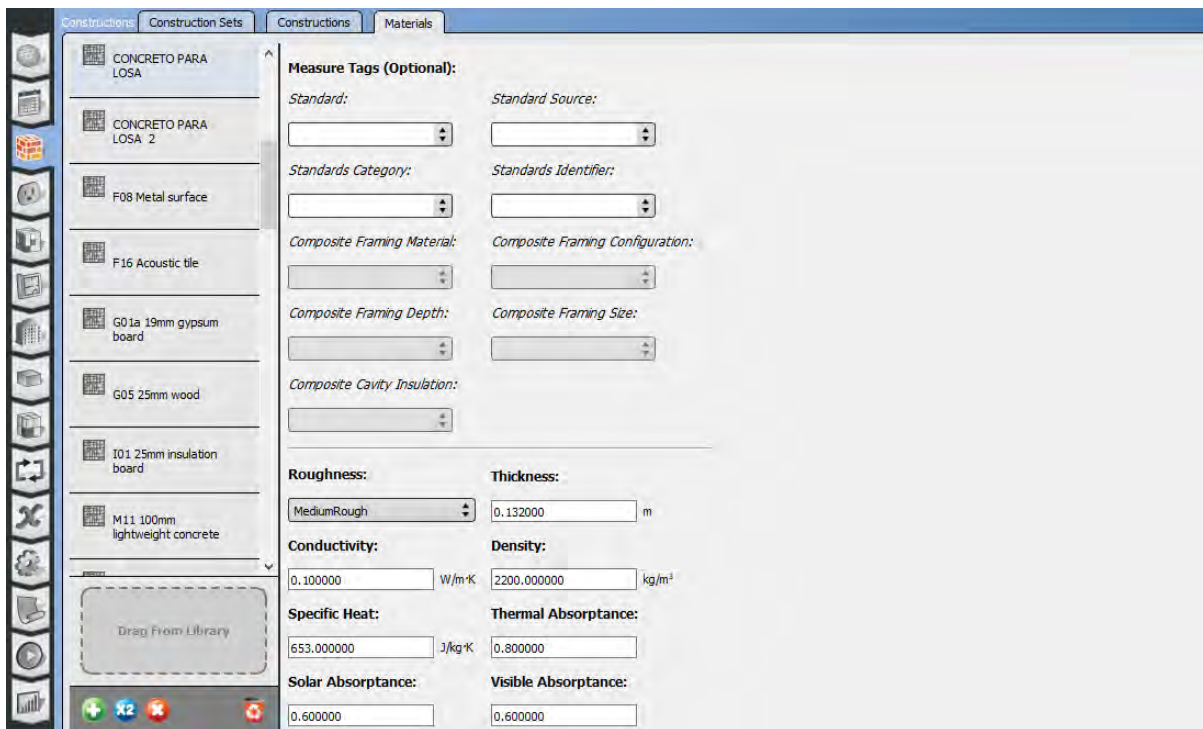 Constructions
Construction Sets
Constructions
Materials
CONCRETO PARA
LOSA
CONCRETO PARA
LOSA 2
F08 Metal surface
F16 Acoustic tile
G01a 19mm gypsum
board
G05 25mm wood
I01 25mm insulation
board
M11 100mm
lightweight concrete
Drag From Library
x2
Measure Tags (Optional):
Standard:
Standard Source:
Standards Category:
Standards Identifier:
Composite Framing Material:
Composite Framing Configuration:
Composite Framing Depth:
Composite Framing Size:
Composite Cavity Insulation:
Roughness:
Thickness:
MediumRough
0.132000 m
Conductivity:
Density:
0.100000 W/m·K
2200.000000 kg/m³
Specific Heat:
Thermal Absorptance:
653.000000 J/kg·K
0.800000
Solar Absorptance:
Visible Absorptance:
0.600000
0.600000